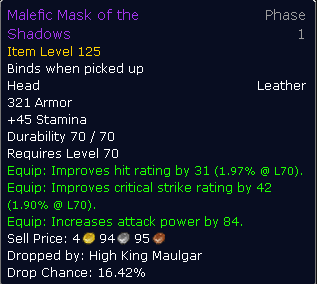 Malefic Mask of the Phase
Shadows 1
Item Level 125
Binds when picked up
Head Leather
321 Armor
+45 Stamina
Durability 70 / 70
Requires Level 70
Equip: Improves hit rating by 31 (1.97% @ L70).
Equip: Improves critical strike rating by 42
(1.90% @ L70).
Equip: Increases attack power by 84.
Sell Price: 4 94 95
Dropped by: High King Maulgar
Drop Chance: 16.42%